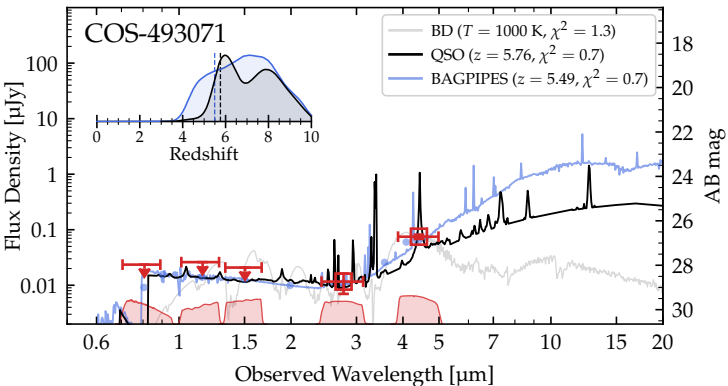 COS-493071
BD (T = 1000 K, χ² = 1.3)
QSO (z = 5.76, χ² = 0.7)
BAGPIPES (z = 5.49, χ² = 0.7)
0 2 4 6 8 10
Redshift
100
10
1
0.1
0.01
Flux Density [μJy]
18
20
22
24
26
28
30
AB mag
0.6 1 1.5 2 3 4 5 10 15 20
Observed Wavelength [μm]